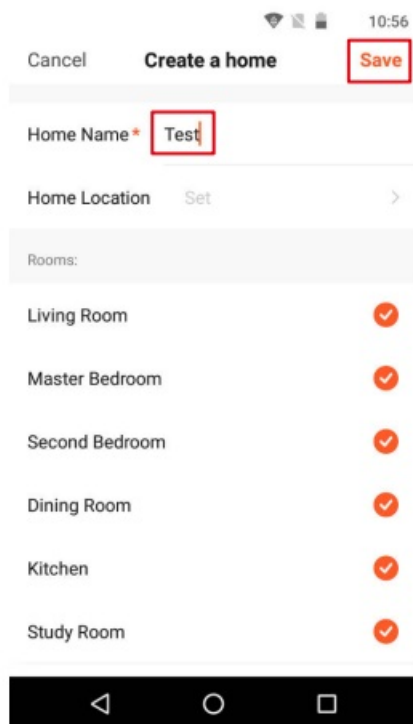 10:56
Cancel Create a home Save
Home Name* Test
Home Location Set
Rooms:
Living Room
Master Bedroom
Second Bedroom
Dining Room
Kitchen
Study Room